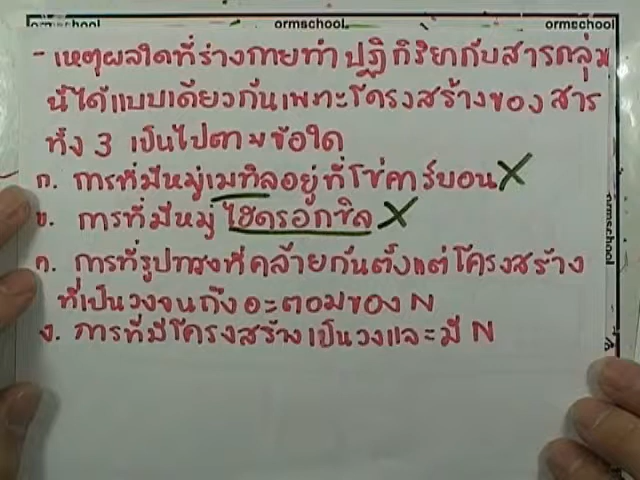 ormschool ormschool ormschool
- เหตุผลใดที่ร่างกายทำปฏิกิริยากับสารกลุ่ม
นี้ได้แบบเดียวกันเพราะโครงสร้างของสาร
ทั้ง 3 เป็นไปตามข้อใด
ก. การที่มีหมู่เมทิลอยู่ที่โซ่คาร์บอน X
ข. การที่มีหมู่ไฮดรอกซิล X
ค. การที่รูปทรงที่คล้ายกันตั้งแต่โครงสร้าง
ที่เป็นวงจนถึงอะตอมของ N
ง. การที่มีโครงสร้างเป็นวงและมี N
ormschool